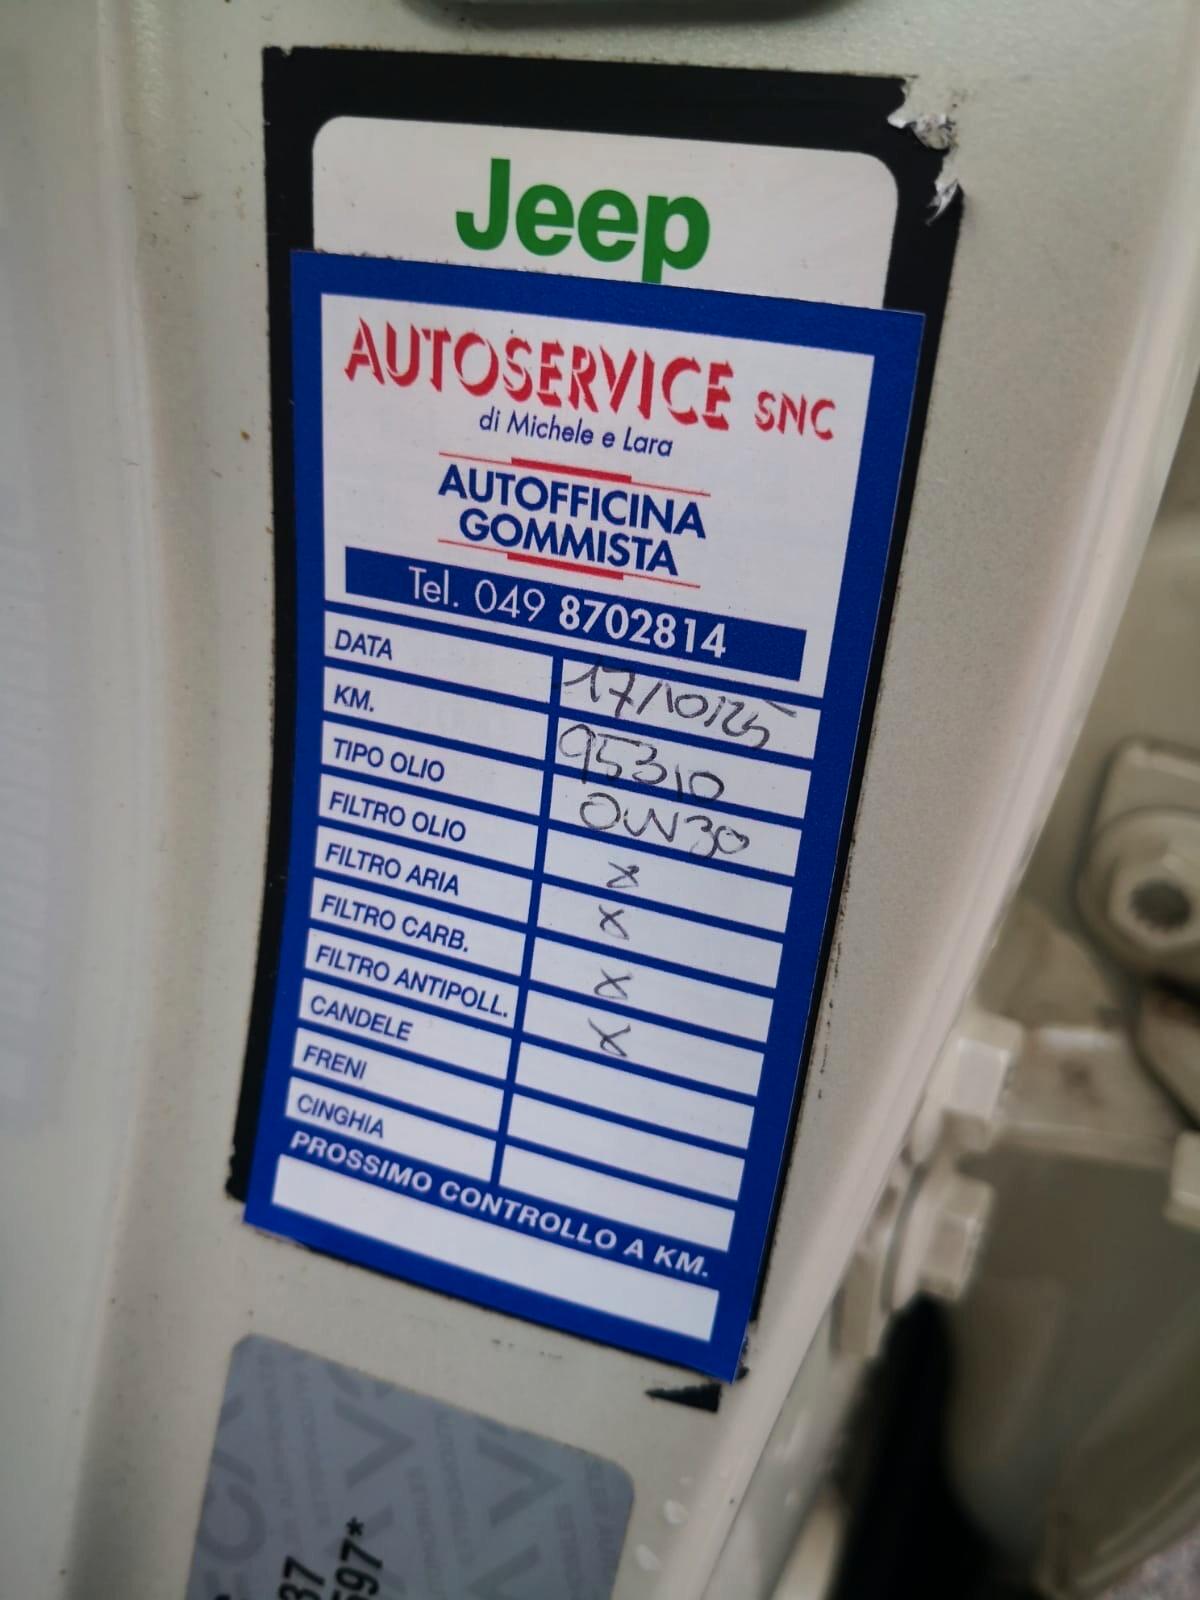 Jeep
AUTOSERVICE SNC
di Michele e Lara
AUTOFFICINA
GOMMISTA
Tel. 049 8702814
DATA 17/10/25
KM. 95310
TIPO OLIO 0W30
FILTRO OLIO x
FILTRO ARIA x
FILTRO CARB. x
FILTRO ANTIPOLL. x
CANDELE
FRENI
CINGHIA
PROSSIMO CONTROLLO A KM.